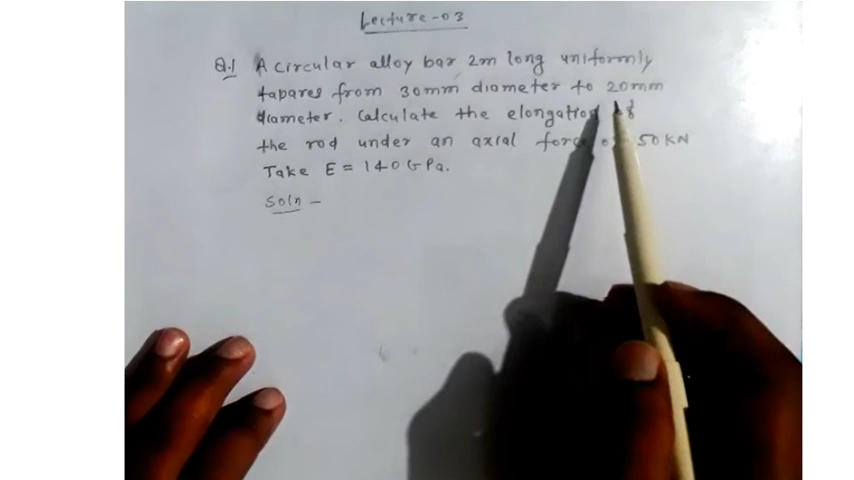 Lecture-03
Q.1 A circular alloy bar 2m long uniformly
tapares from 30mm diameter to 20mm
diameter. Calculate the elongation of
the rod under an axial force of 50KN
Take E = 140 GPa.
Soln -